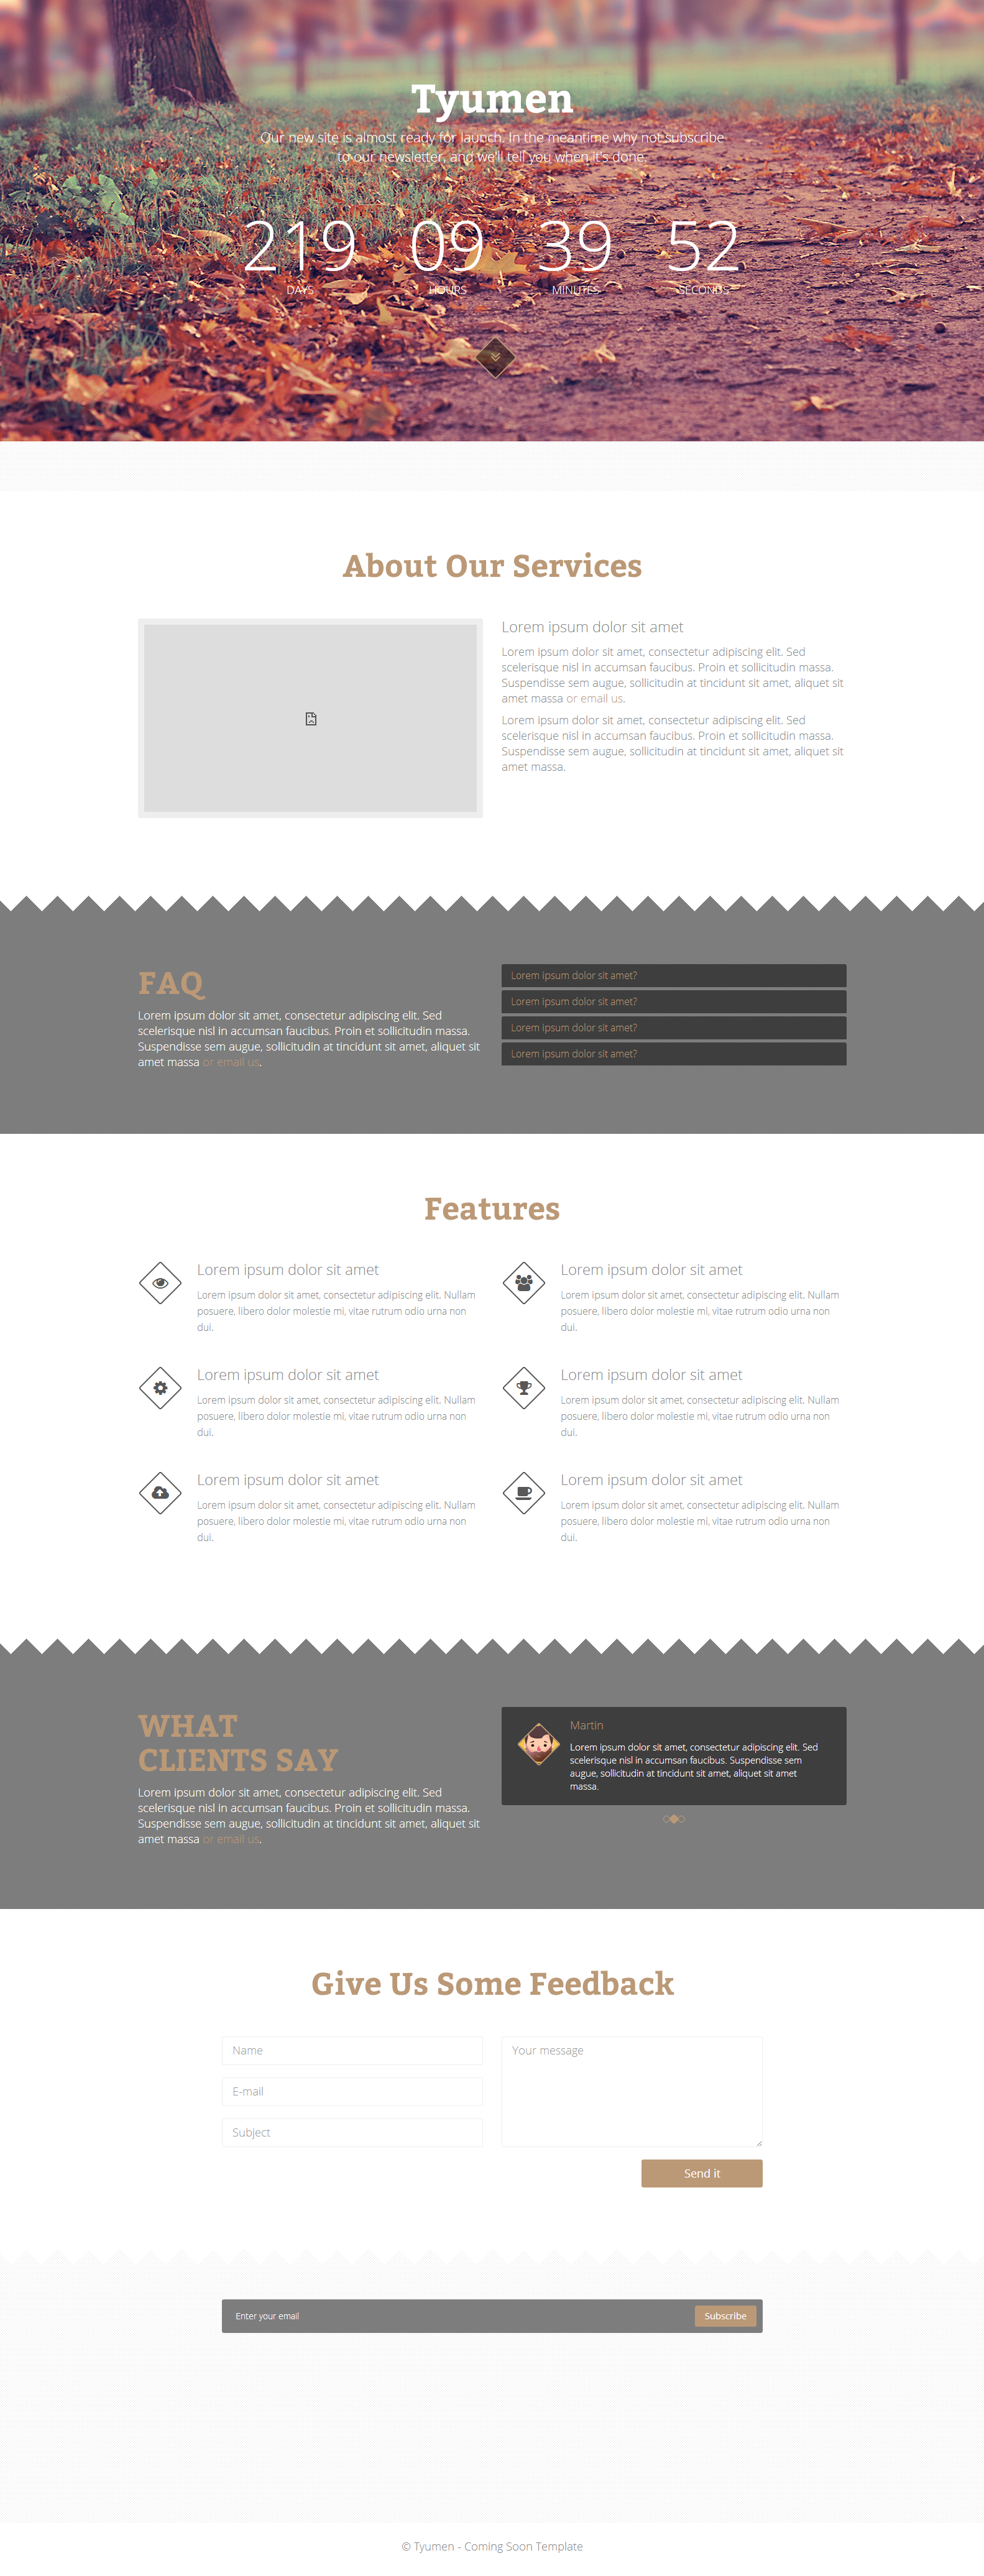 Tyumen
Our new site is almost ready for launch. In the meantime why not subscribe
to our newsletter, and we'll tell you when it's done.
219 09 39 52
DAYS HOURS MINUTES SECONDS
About Our Services
Lorem ipsum dolor sit amet
Lorem ipsum dolor sit amet, consectetur adipiscing elit. Sed
scelerisque nisl in accumsan faucibus. Proin et sollicitudin massa.
Suspendisse sem augue, sollicitudin at tincidunt sit amet, aliquet sit
amet massa or email us.
Lorem ipsum dolor sit amet, consectetur adipiscing elit. Sed
scelerisque nisl in accumsan faucibus. Proin et sollicitudin massa.
Suspendisse sem augue, sollicitudin at tincidunt sit amet, aliquet sit
amet massa.
FAQ
Lorem ipsum dolor sit amet, consectetur adipiscing elit. Sed
scelerisque nisl in accumsan faucibus. Proin et sollicitudin massa.
Suspendisse sem augue, sollicitudin at tincidunt sit amet, aliquet sit
amet massa or email us.
Lorem ipsum dolor sit amet?
Lorem ipsum dolor sit amet?
Lorem ipsum dolor sit amet?
Lorem ipsum dolor sit amet?
Features
Lorem ipsum dolor sit amet
Lorem ipsum dolor sit amet, consectetur adipiscing elit. Nullam
posuere, libero dolor molestie mi, vitae rutrum odio urna non
dui.
Lorem ipsum dolor sit amet
Lorem ipsum dolor sit amet, consectetur adipiscing elit. Nullam
posuere, libero dolor molestie mi, vitae rutrum odio urna non
dui.
Lorem ipsum dolor sit amet
Lorem ipsum dolor sit amet, consectetur adipiscing elit. Nullam
posuere, libero dolor molestie mi, vitae rutrum odio urna non
dui.
Lorem ipsum dolor sit amet
Lorem ipsum dolor sit amet, consectetur adipiscing elit. Nullam
posuere, libero dolor molestie mi, vitae rutrum odio urna non
dui.
Lorem ipsum dolor sit amet
Lorem ipsum dolor sit amet, consectetur adipiscing elit. Nullam
posuere, libero dolor molestie mi, vitae rutrum odio urna non
dui.
Lorem ipsum dolor sit amet
Lorem ipsum dolor sit amet, consectetur adipiscing elit. Nullam
posuere, libero dolor molestie mi, vitae rutrum odio urna non
dui.
WHAT
CLIENTS SAY
Lorem ipsum dolor sit amet, consectetur adipiscing elit. Sed
scelerisque nisl in accumsan faucibus. Proin et sollicitudin massa.
Suspendisse sem augue, sollicitudin at tincidunt sit amet, aliquet sit
amet massa or email us.
Martin
Lorem ipsum dolor sit amet, consectetur adipiscing elit. Sed
scelerisque nisl in accumsan faucibus. Suspendisse sem
augue, sollicitudin at tincidunt sit amet, aliquet sit amet
massa.
Give Us Some Feedback
Name
E-mail
Subject
Your message
Send it
Enter your email
Subscribe
© Tyumen - Coming Soon Template